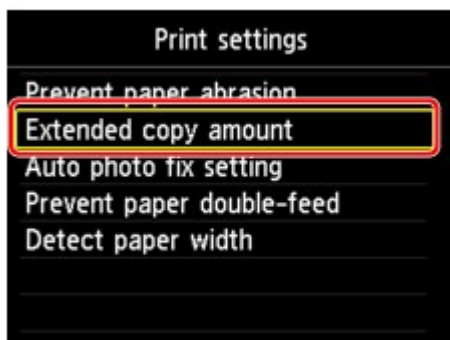 Print settings
Prevent paper abrasion
Extended copy amount
Auto photo fix setting
Prevent paper double-feed
Detect paper width